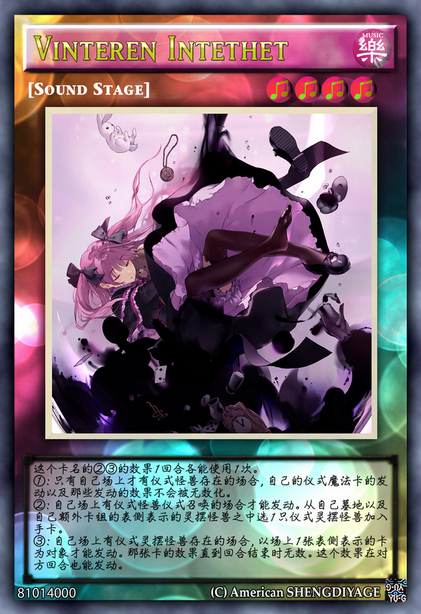 Vinteren Intethet
MUSIC
樂
[Sound Stage]
这个卡名的②③的效果1回合各能使用1次。
①：只有自己场上才有仪式怪兽存在的场合，自己的仪式魔法卡的发
动以及那些发动的效果不会被无效化。
②：自己场上有仪式怪兽仪式召唤的场合才能发动。从自己墓地以及
自己额外卡组的表侧表示的灵摆怪兽之中选1只仪式灵摆怪兽加入
手卡。
③：自己场上有仪式灵摆怪兽存在的场合，以场上1张表侧表示的卡
为对象才能发动。那张卡的效果直到回合结束时无效。这个效果在对
方回合也能发动。
81014000
(C) American SHENGDIYAGE
YU-G